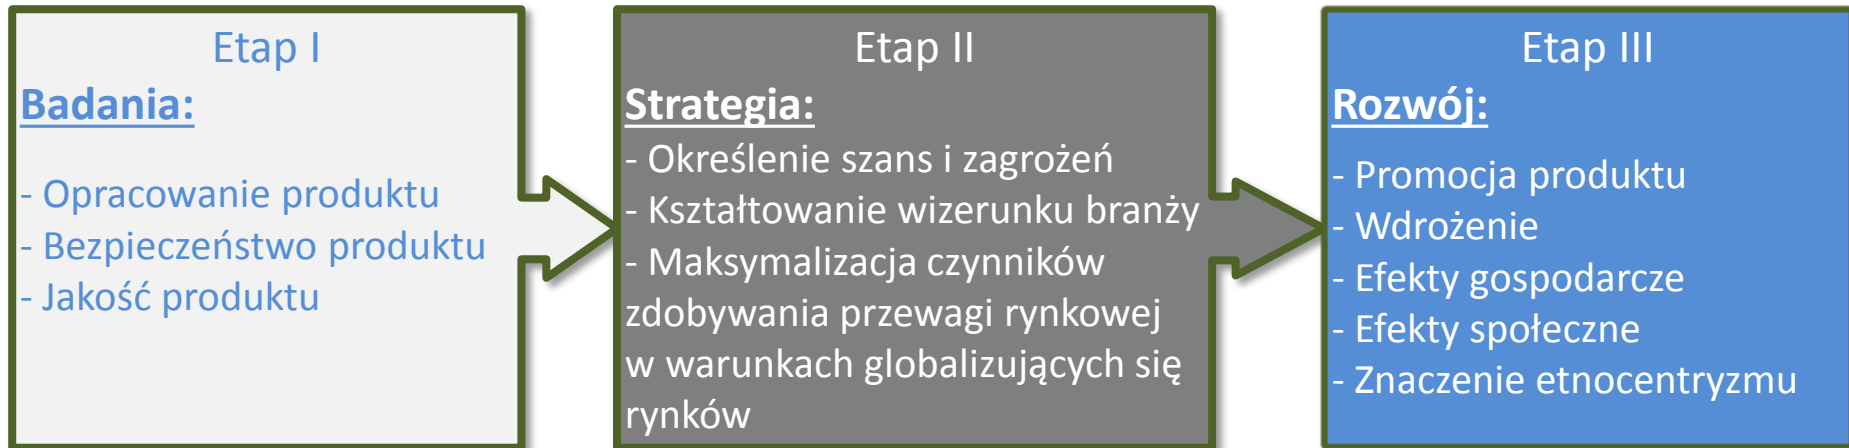 Etap I
Badania:
- Opracowanie produktu
- Bezpieczeństwo produktu
- Jakość produktu
Etap II
Strategia:
- Określenie szans i zagrożeń
- Kształtowanie wizerunku branży
- Maksymalizacja czynników
zdobywania przewagi rynkowej
w warunkach globalizujących się
rynków
Etap III
Rozwój:
- Promocja produktu
- Wdrożenie
- Efekty gospodarcze
- Efekty społeczne
- Znaczenie etnocentryzmu